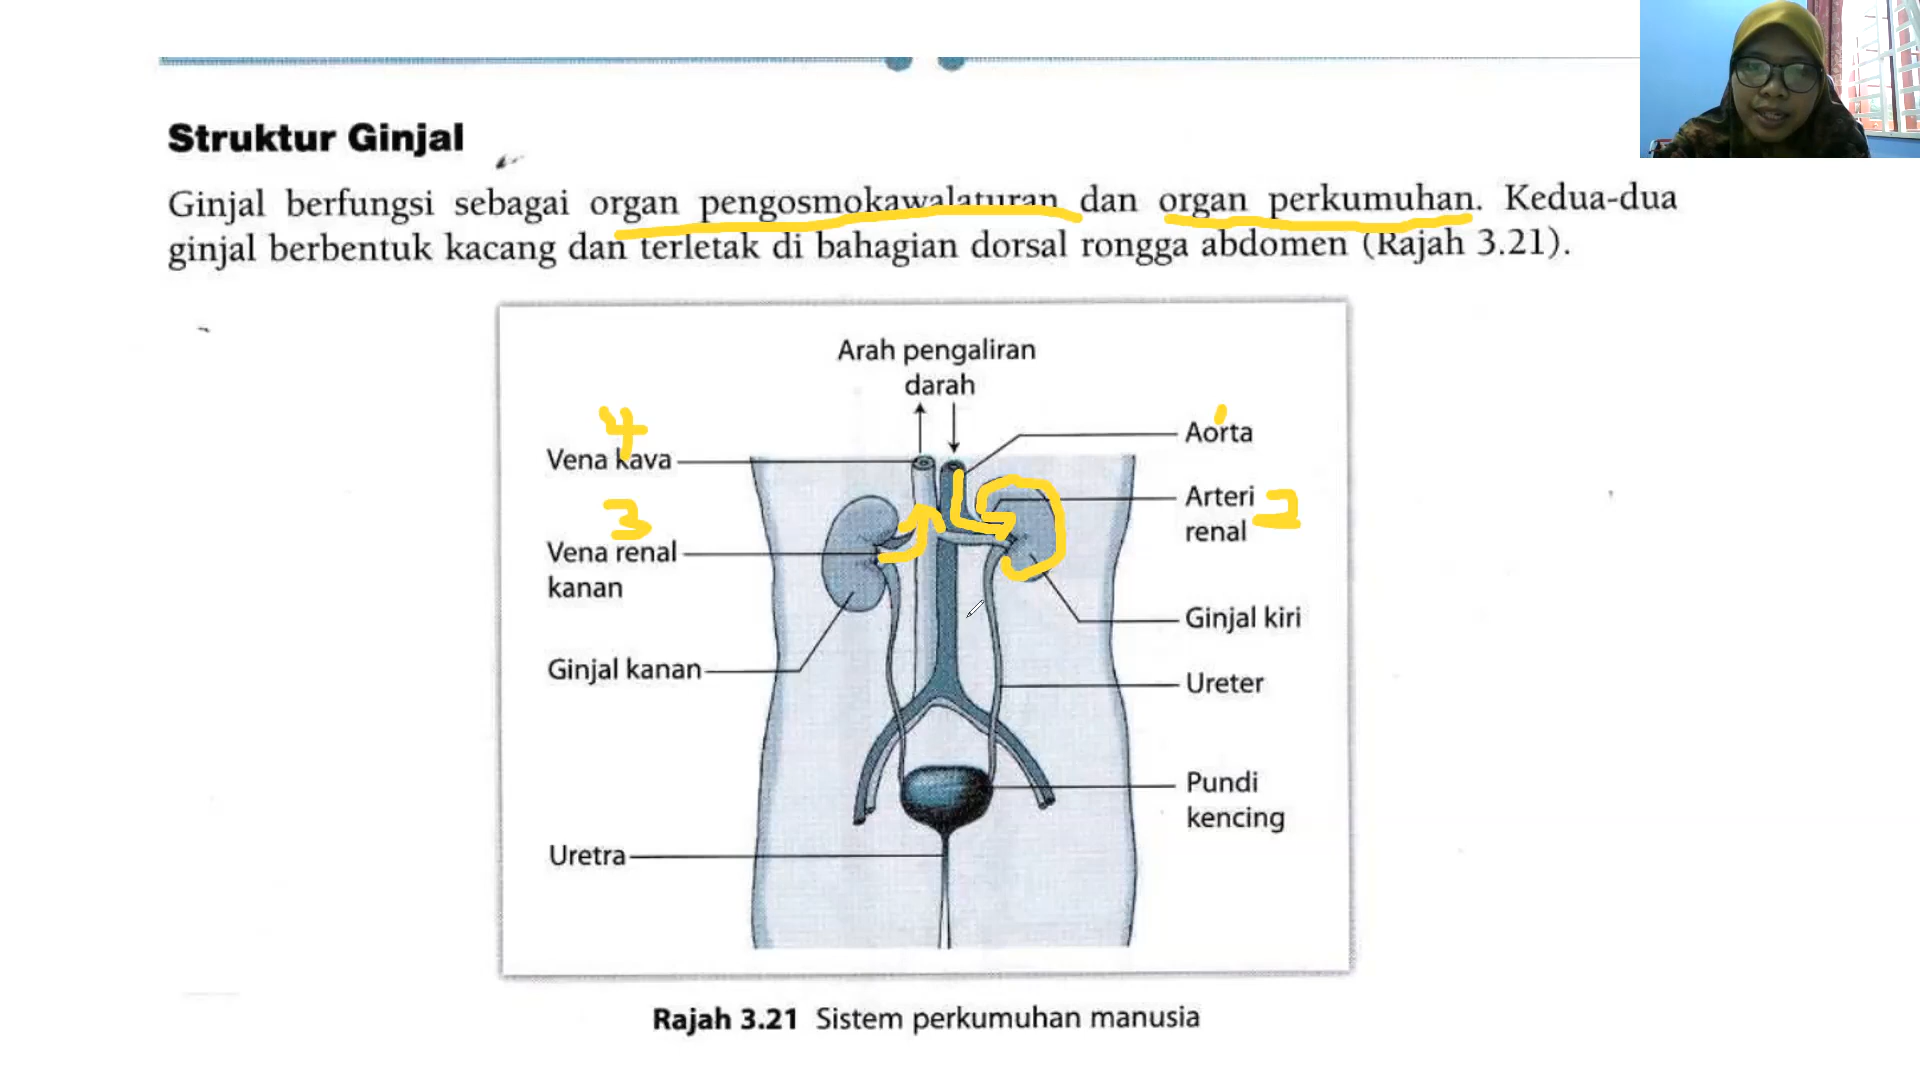 Struktur Ginjal
Ginjal berfungsi sebagai organ pengosmokawalaturan dan organ perkumuhan. Kedua-dua
ginjal berbentuk kacang dan terletak di bahagian dorsal rongga abdomen (Rajah 3.21).
Arah pengaliran
darah
4
Vena kava
3
Vena renal
kanan
Ginjal kanan
Uretra
Aorta
Arteri 2
renal
Ginjal kiri
Ureter
Pundi
kencing
Rajah 3.21 Sistem perkumuhan manusia